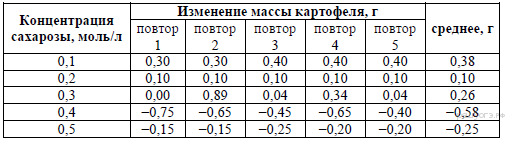 Концентрация сахарозы, моль/л | Изменение массы картофеля, г | среднее, г
повтор 1 | повтор 2 | повтор 3 | повтор 4 | повтор 5
0,1 | 0,30 | 0,30 | 0,40 | 0,40 | 0,40 | 0,38
0,2 | 0,10 | 0,10 | 0,10 | 0,10 | 0,10 | 0,10
0,3 | 0,00 | 0,89 | 0,04 | 0,34 | 0,04 | 0,26
0,4 | –0,75 | –0,65 | –0,45 | –0,65 | –0,40 | –0,58
0,5 | –0,15 | –0,15 | –0,25 | –0,20 | –0,20 | –0,25